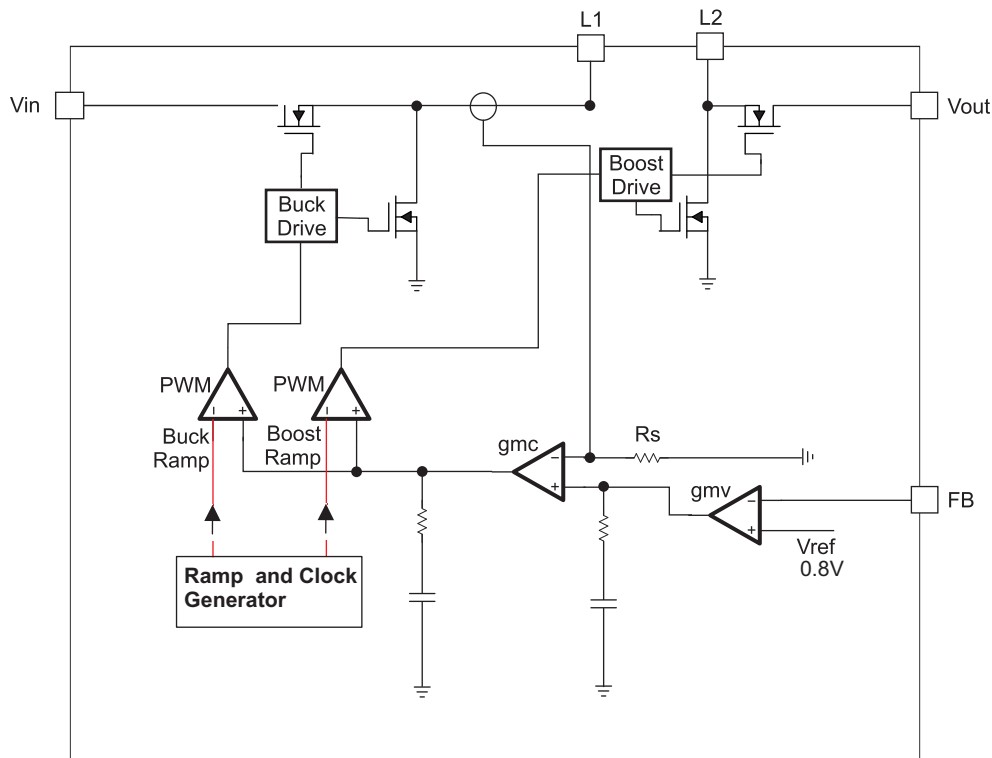 L1
L2
Vin
Vout
Boost
Drive
Buck
Drive
PWM
PWM
Buck
Ramp
Boost
Ramp
gmc
Rs
gmv
FB
Vref
0.8V
Ramp and Clock
Generator